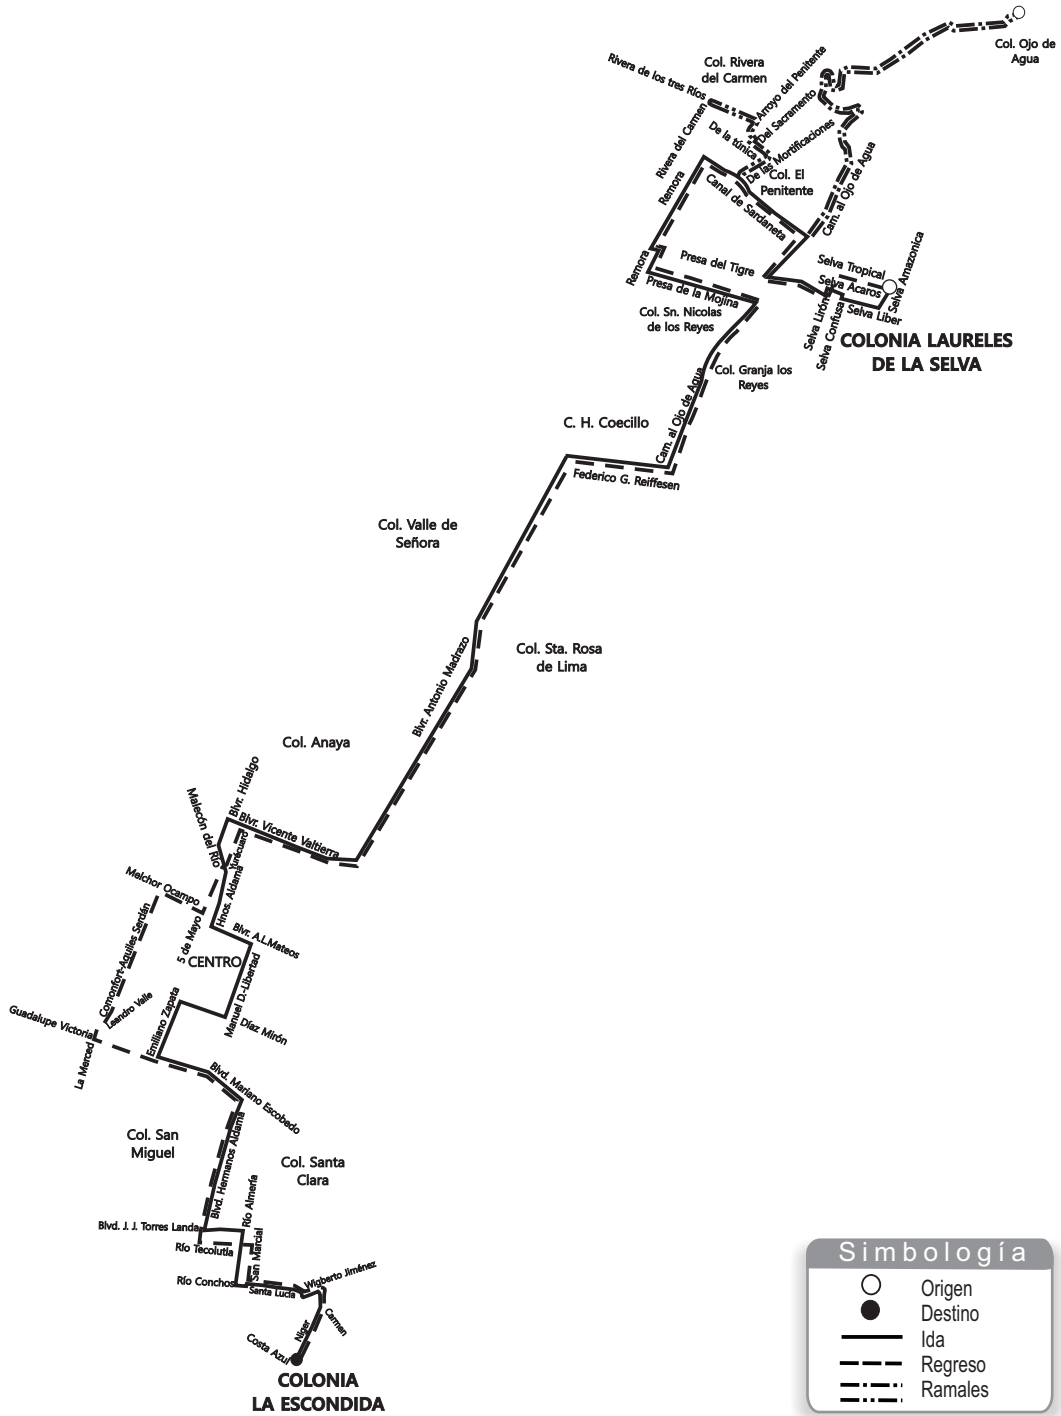 Col. Ojo de
Agua
Col. Rivera
del Carmen
Rivera de los tres Ríos
Arroyo del Penitente
Del Sacramento
De la túnica
De las Mortificaciones
Rivera del Carmen
Col. El
Penitente
Cam. al Ojo de Agua
Remora
Canal de Sardaneta
Remora
Presa del Tigre
Presa de la Mojina
Selva Tropical
Selva Acaros
Selva Amazonica
Selva Liber
Selva Lirón
Selva Confusa
Col. Sn. Nicolas
de los Reyes
COLONIA LAURELES
DE LA SELVA
Col. Granja los
Reyes
Cam. al Ojo de Agua
C. H. Coecillo
Federico G. Reiffesen
Col. Valle de
Señora
Col. Sta. Rosa
de Lima
Blvr. Antonio Madrazo
Col. Anaya
Blvr. Hidalgo
Malecón del Río
Blvr. Vicente Valtierra
Yurécuaro
Hnos. Aldama
Melchor Ocampo
5 de Mayo
Blvr. A.L.Mateos
CENTRO
Comonfort-Aquiles Serdán
Manuel D.-Libertad
Leandro Valle
Emiliano Zapata
Guadalupe Victoria
Díaz Mirón
La Merced
Blvd. Mariano Escobedo
Col. San
Miguel
Blvd. Hermanos Aldama
Col. Santa
Clara
Río Almería
Blvd. J. J. Torres Landa
Río Tecolutla
San Marcial
Río Conchos
Santa Lucía
Wigberto Jiménez
Carmen
Niger
Costa Azul
COLONIA
LA ESCONDIDA
Simbología
Origen
Destino
Ida
Regreso
Ramales